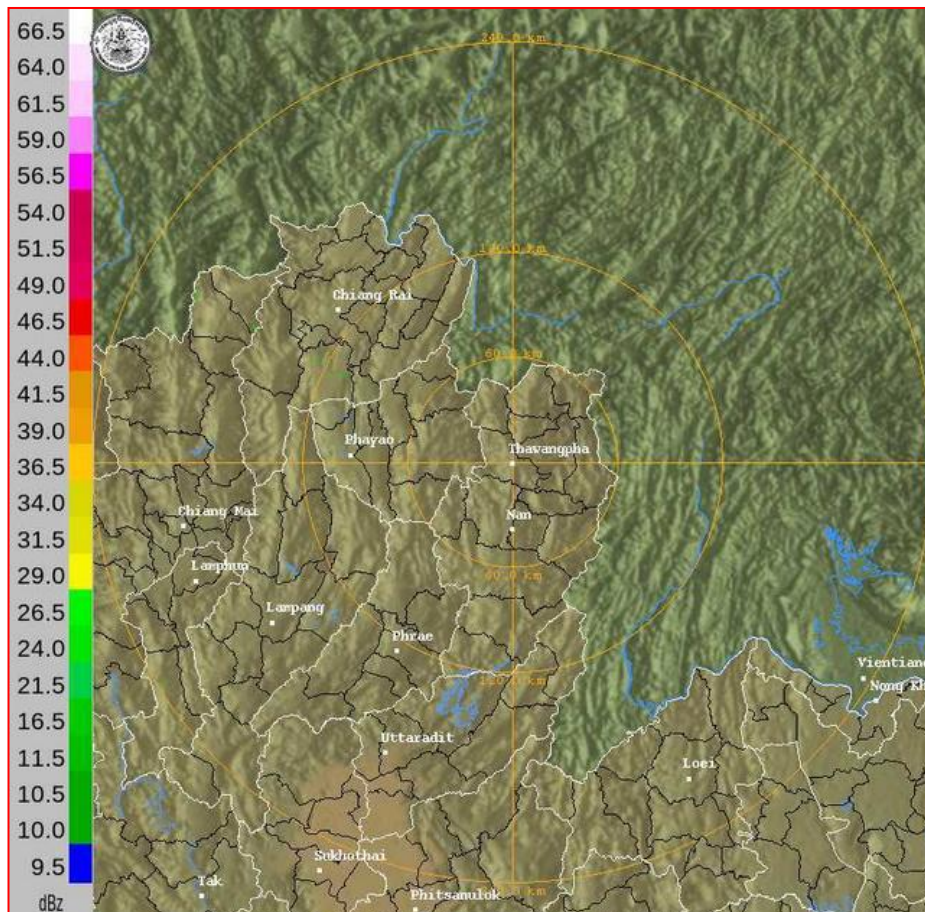 66.5
64.0
61.5
59.0
56.5
54.0
51.5
49.0
46.5
44.0
41.5
39.0
36.5
34.0
31.5
29.0
26.5
24.0
21.5
16.5
11.5
10.5
10.0
9.5
dBz
240.0 km
120.0 km
Chiang Rai
60.0 km
Phayao
Thawangpha
Chiang Mai
Nan
Lamphun
60.0 km
Lampang
Phrae
Vientiane
120.0 km
Nong Kh
Uttaradit
Loei
Sukhothai
Tak
Phitsanulok